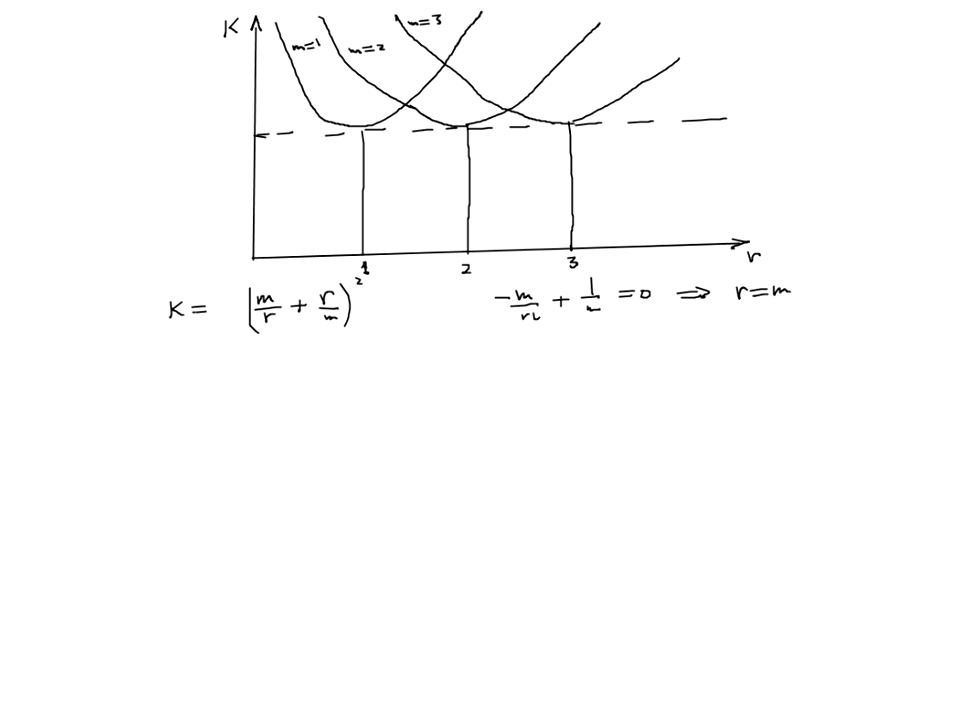 K
m=1 m=2 m=3
r
1 2 3
K = (m/r + r/m)²
-m/r2 + 1/m = 0 ⇒ r=m